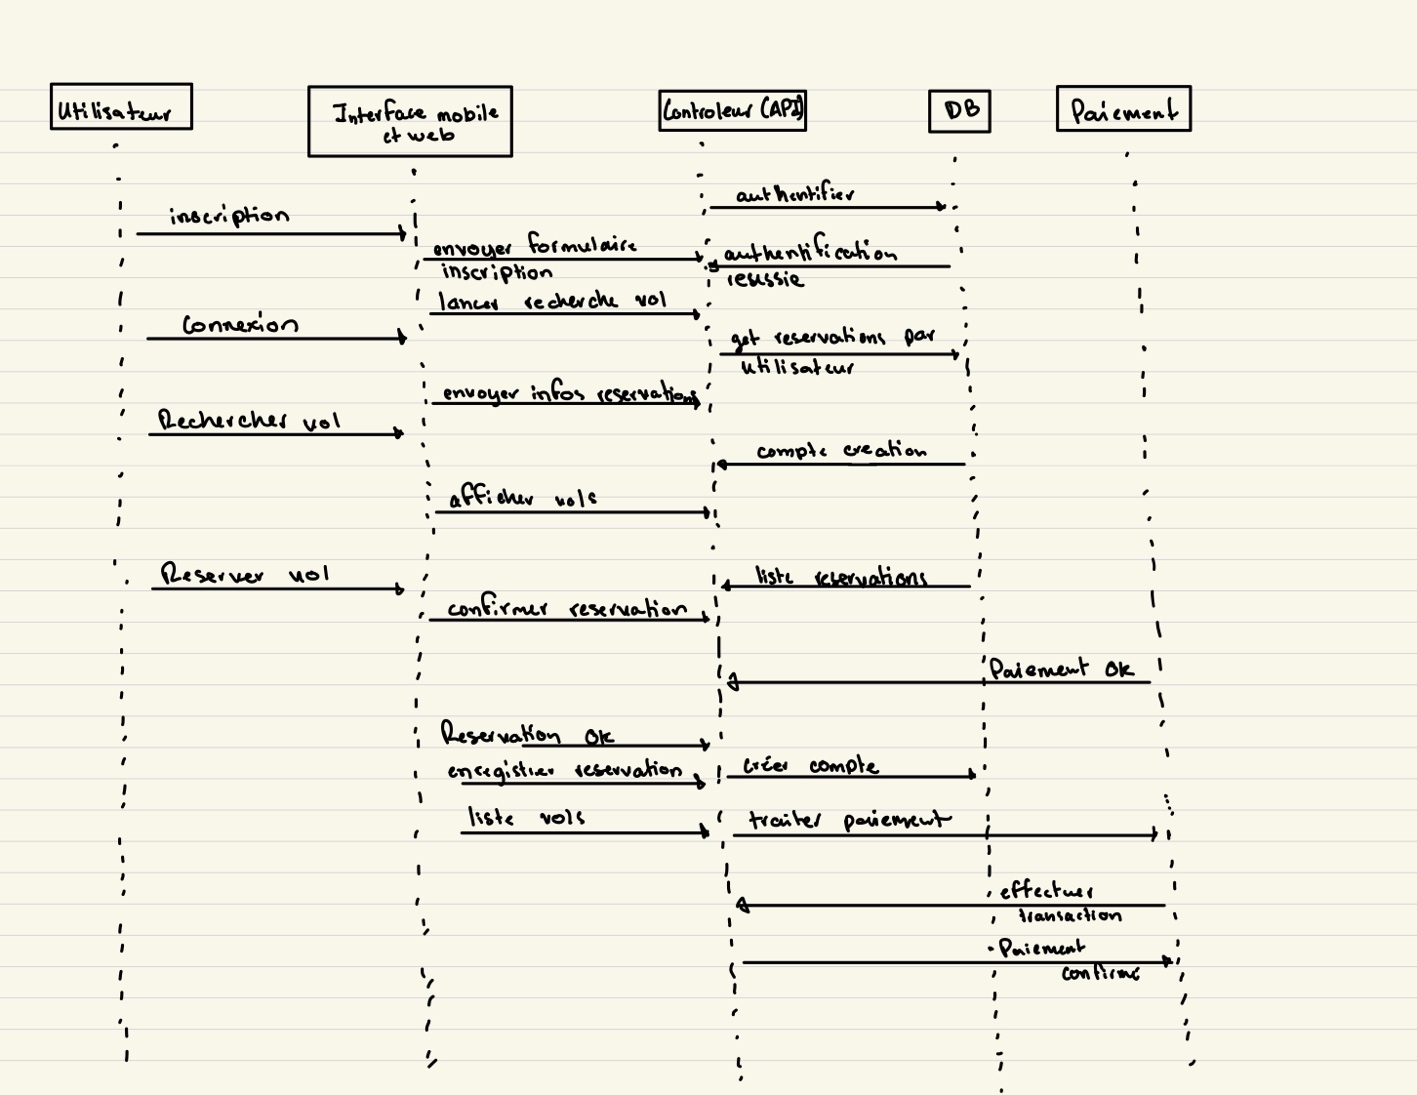 Utilisateur
Interface mobile
et web
Controleur (API)
DB
Paiement
authentifier
inscription
envoyer formulaire
inscription
authentification
reussie
lancer recherche vol
Connexion
get reservations par
utilisateur
envoyer infos reservations
Rechercher vol
compte creation
afficher vols
Reserver vol
liste reservations
confirmer reservation
Paiement Ok
Reservation Ok
enregistrer reservation
créer compte
liste vols
traiter paiement
effectuer
transaction
Paiement
confirmé